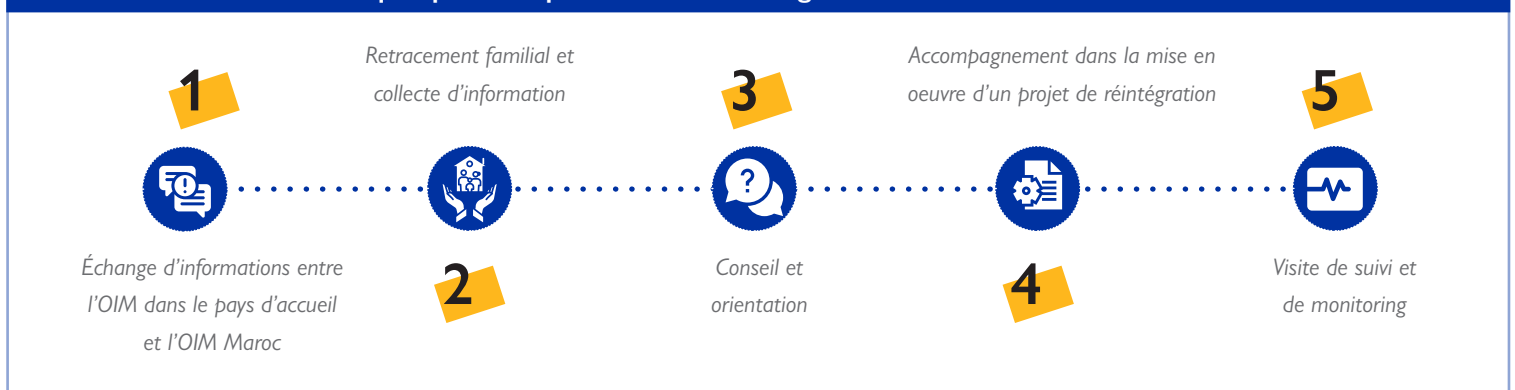 1
Échange d’informations entre
l’OIM dans le pays d’accueil
et l’OIM Maroc
Retracement familial et
collecte d’information
2
3
?
Conseil et
orientation
Accompagnement dans la mise en
oeuvre d’un projet de réintégration
4
5
Visite de suivi et
de monitoring